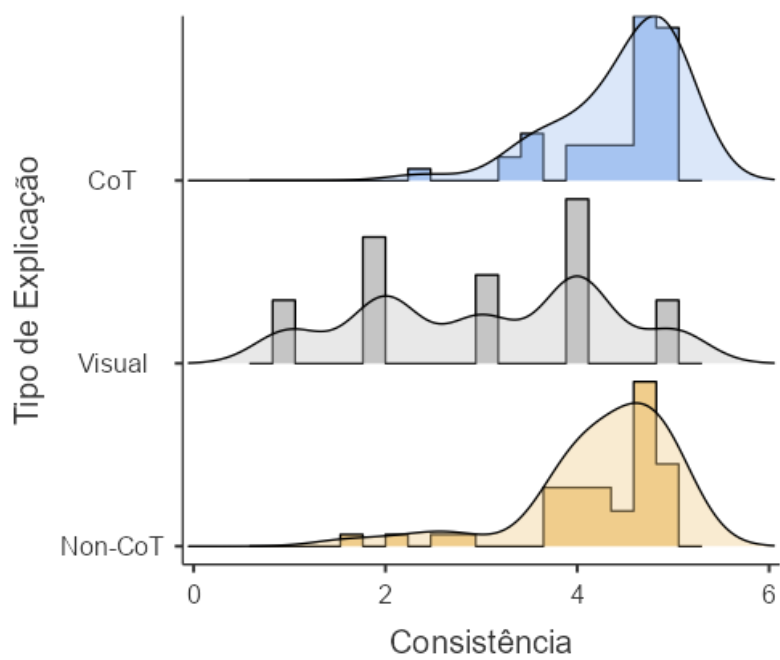 Tipo de Explicação
CoT
Visual
Non-CoT
0 2 4 6
Consistência